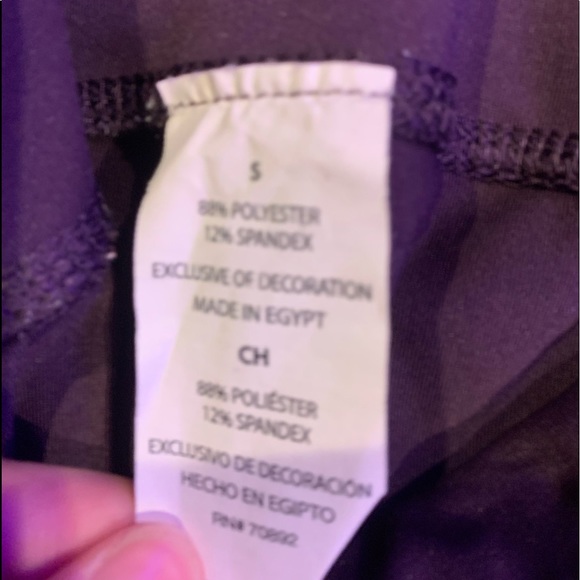 S
88% POLYESTER
12% SPANDEX
EXCLUSIVE OF DECORATION
MADE IN EGYPT
CH
88% POLIÉSTER
12% SPANDEX
EXCLUSIVO DE DECORACIÓN
HECHO EN EGIPTO
RN# 70892